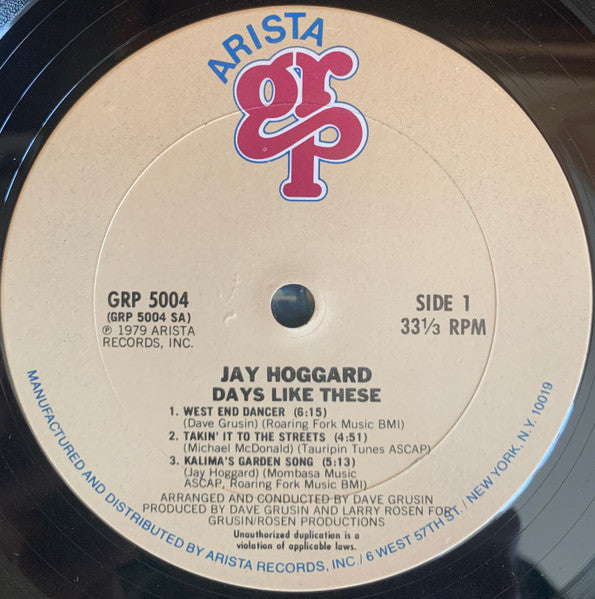 ARISTA
grp
GRP 5004
(GRP 5004 SA)
℗ 1979 ARISTA
RECORDS, INC.
SIDE 1
33⅓ RPM
JAY HOGGARD
DAYS LIKE THESE
1. WEST END DANCER (6:15)
(Dave Grusin) (Roaring Fork Music BMI)
2. TAKIN' IT TO THE STREETS (4:51)
(Michael McDonald) (Tauripin Tunes ASCAP)
3. KALIMA'S GARDEN SONG (5:13)
(Jay Hoggard) (Mombasa Music
ASCAP, Roaring Fork Music BMI)
ARRANGED AND CONDUCTED BY DAVE GRUSIN
PRODUCED BY DAVE GRUSIN AND LARRY ROSEN FOR
GRUSIN/ROSEN PRODUCTIONS
Unauthorized duplication is a
violation of applicable laws.
MANUFACTURED AND DISTRIBUTED BY ARISTA RECORDS, INC./6 WEST 57TH ST./NEW YORK, N.Y. 10019